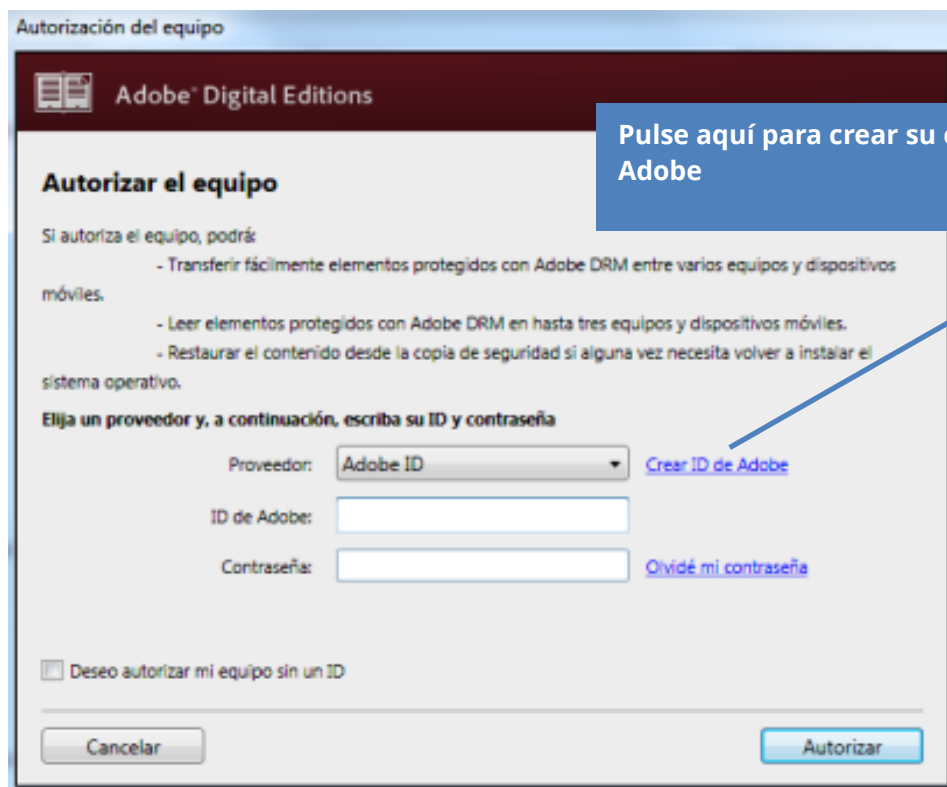 Autorización del equipo
Adobe® Digital Editions
Pulse aquí para crear su
Adobe
Autorizar el equipo
Si autoriza el equipo, podrá:
- Transferir fácilmente elementos protegidos con Adobe DRM entre varios equipos y dispositivos
móviles.
- Leer elementos protegidos con Adobe DRM en hasta tres equipos y dispositivos móviles.
- Restaurar el contenido desde la copia de seguridad si alguna vez necesita volver a instalar el
sistema operativo.
Elija un proveedor y, a continuación, escriba su ID y contraseña
Proveedor: Adobe ID Crear ID de Adobe
ID de Adobe:
Contraseña: Olvidé mi contraseña
Deseo autorizar mi equipo sin un ID
Cancelar Autorizar